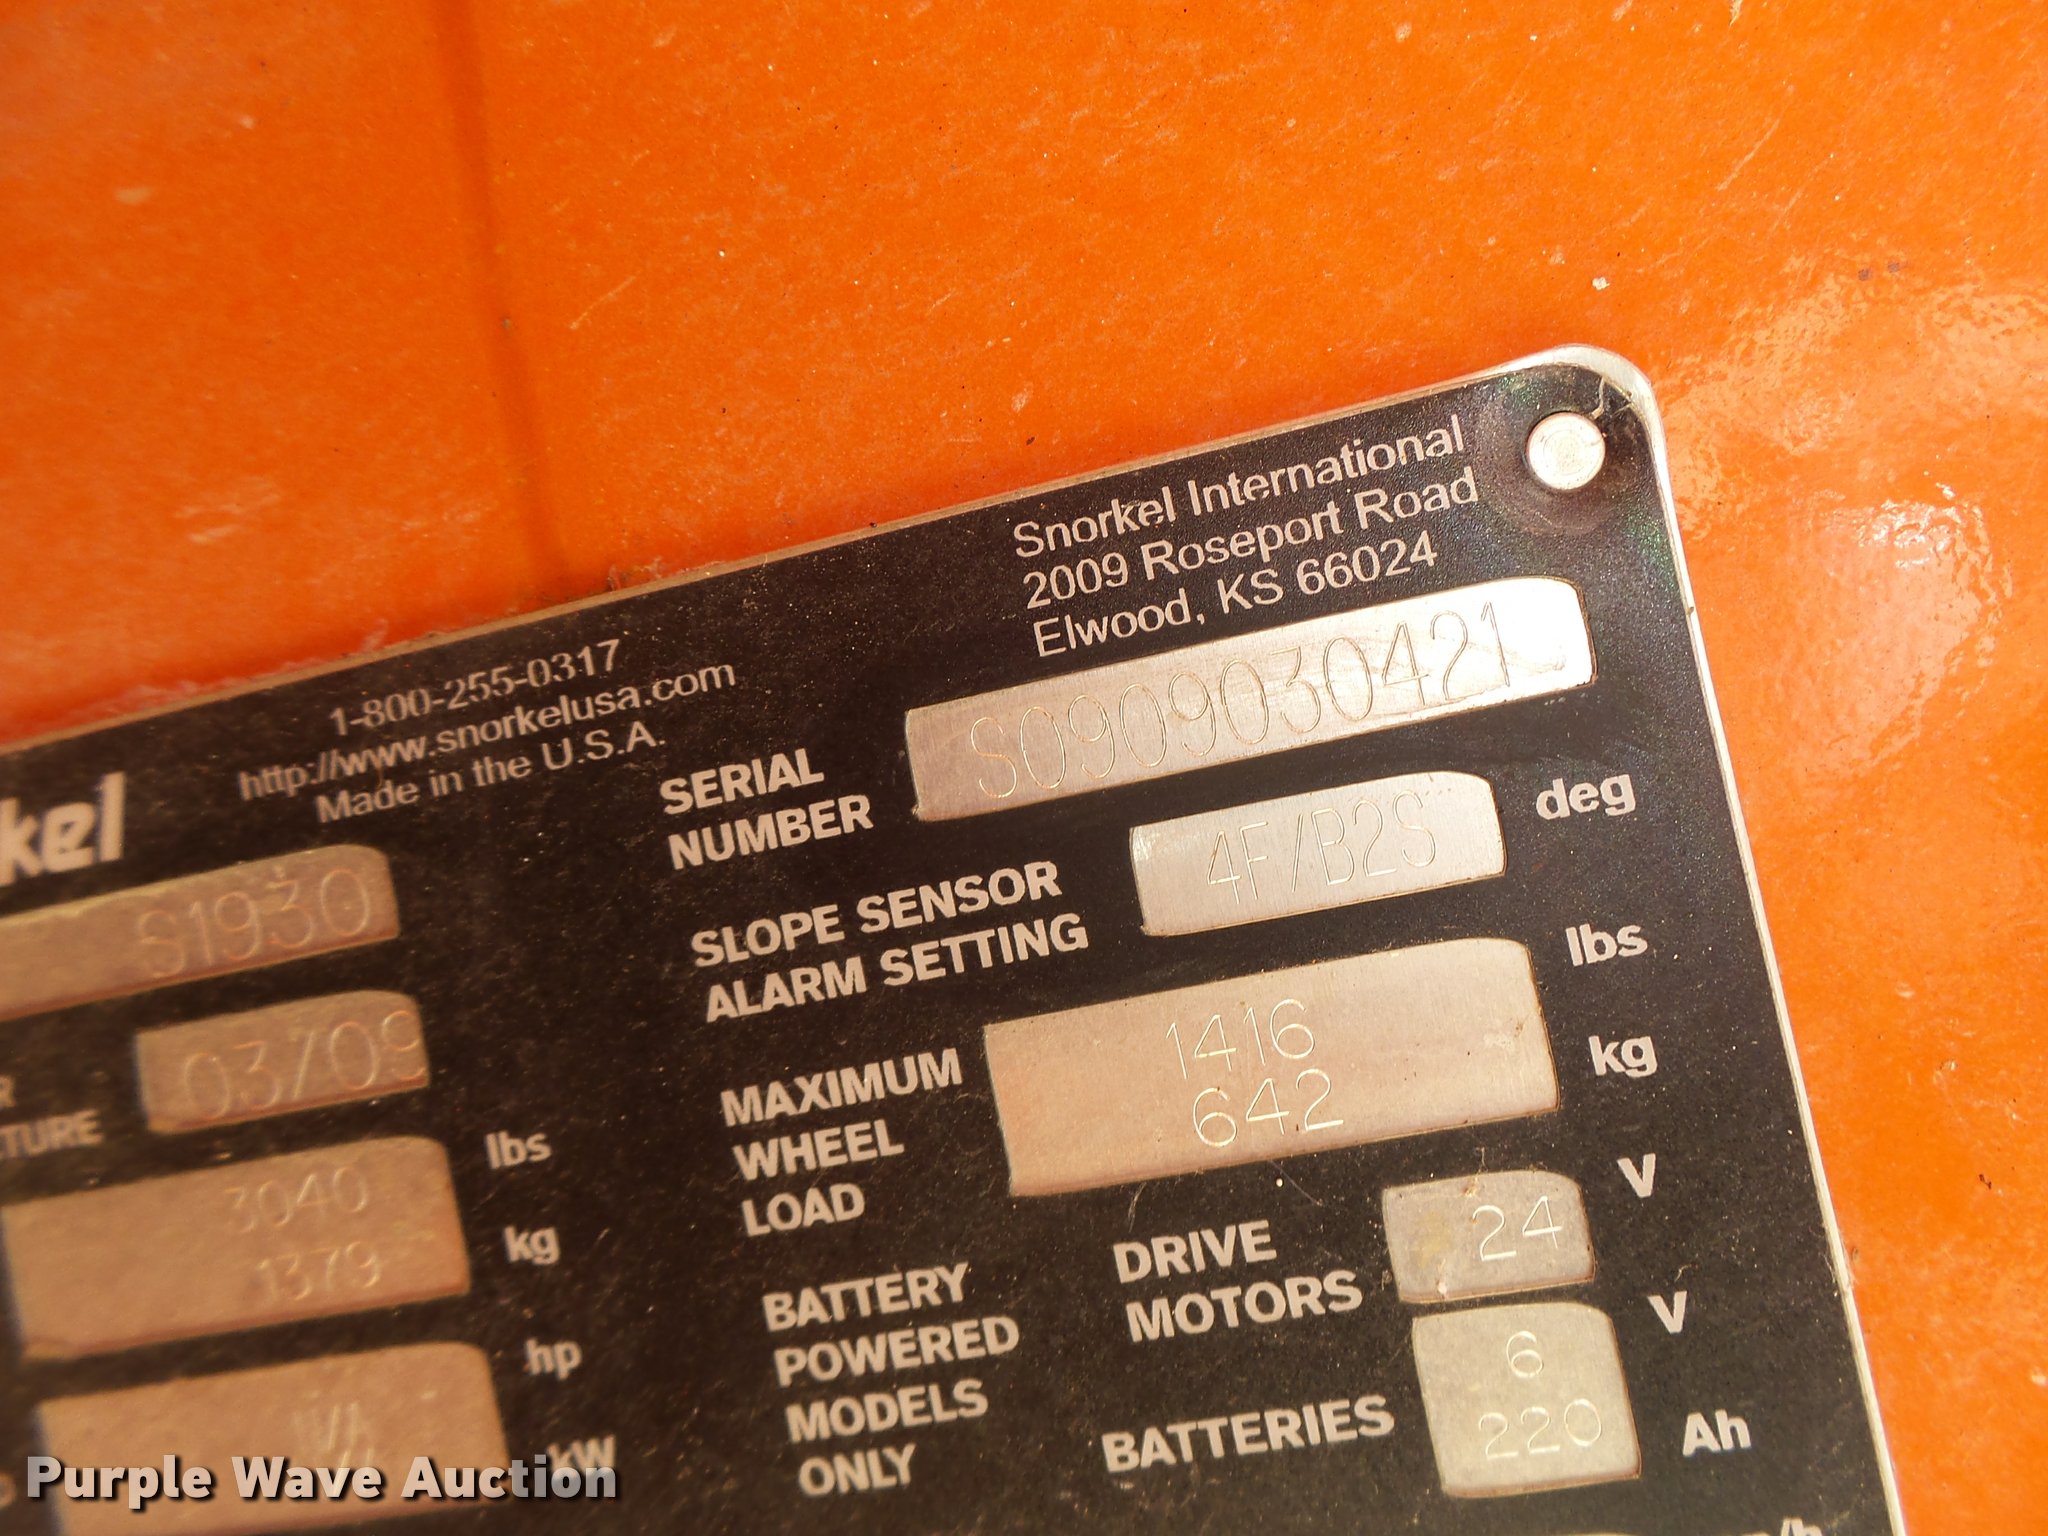 Snorkel International
2009 Roseport Road
Elwood, KS 66024
1-800-255-0317
http://www.snorkelusa.com
Made in the U.S.A.
kel
SERIAL
NUMBER
S0909030421
S1930
SLOPE SENSOR
ALARM SETTING
4F/B2S deg
03/09
TURE
3040 lbs
1379 kg
MAXIMUM
WHEEL
LOAD
1416 lbs
642 kg
hp
kW
BATTERY
POWERED
MODELS
ONLY
DRIVE
MOTORS
24 V
BATTERIES
6 V
220 Ah
Purple Wave Auction